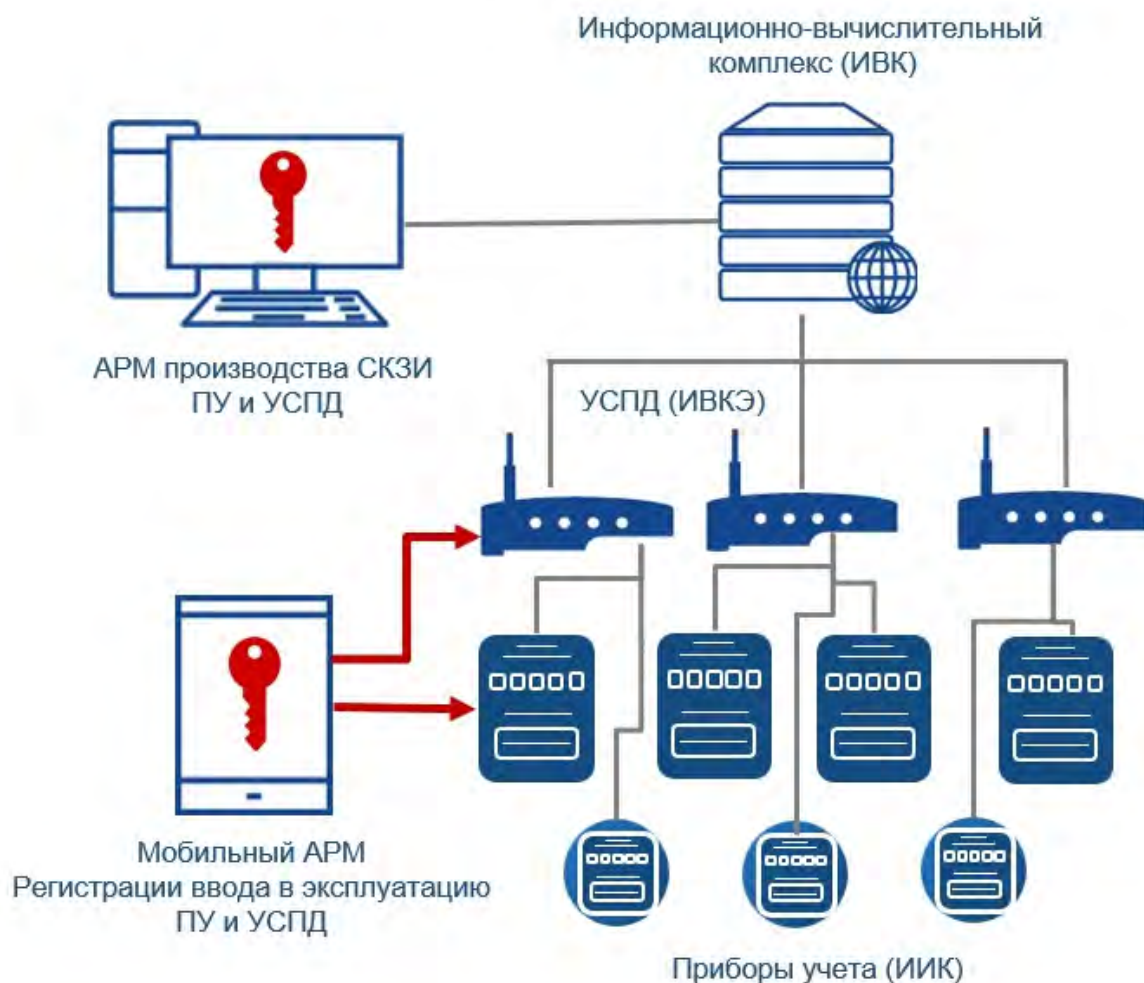 Информационно-вычислительный
комплекс (ИВК)
АРМ производства СКЗИ
ПУ и УСПД
УСПД (ИВКЭ)
Мобильный АРМ
Регистрации ввода в эксплуатацию
ПУ и УСПД
Приборы учета (ИИК)